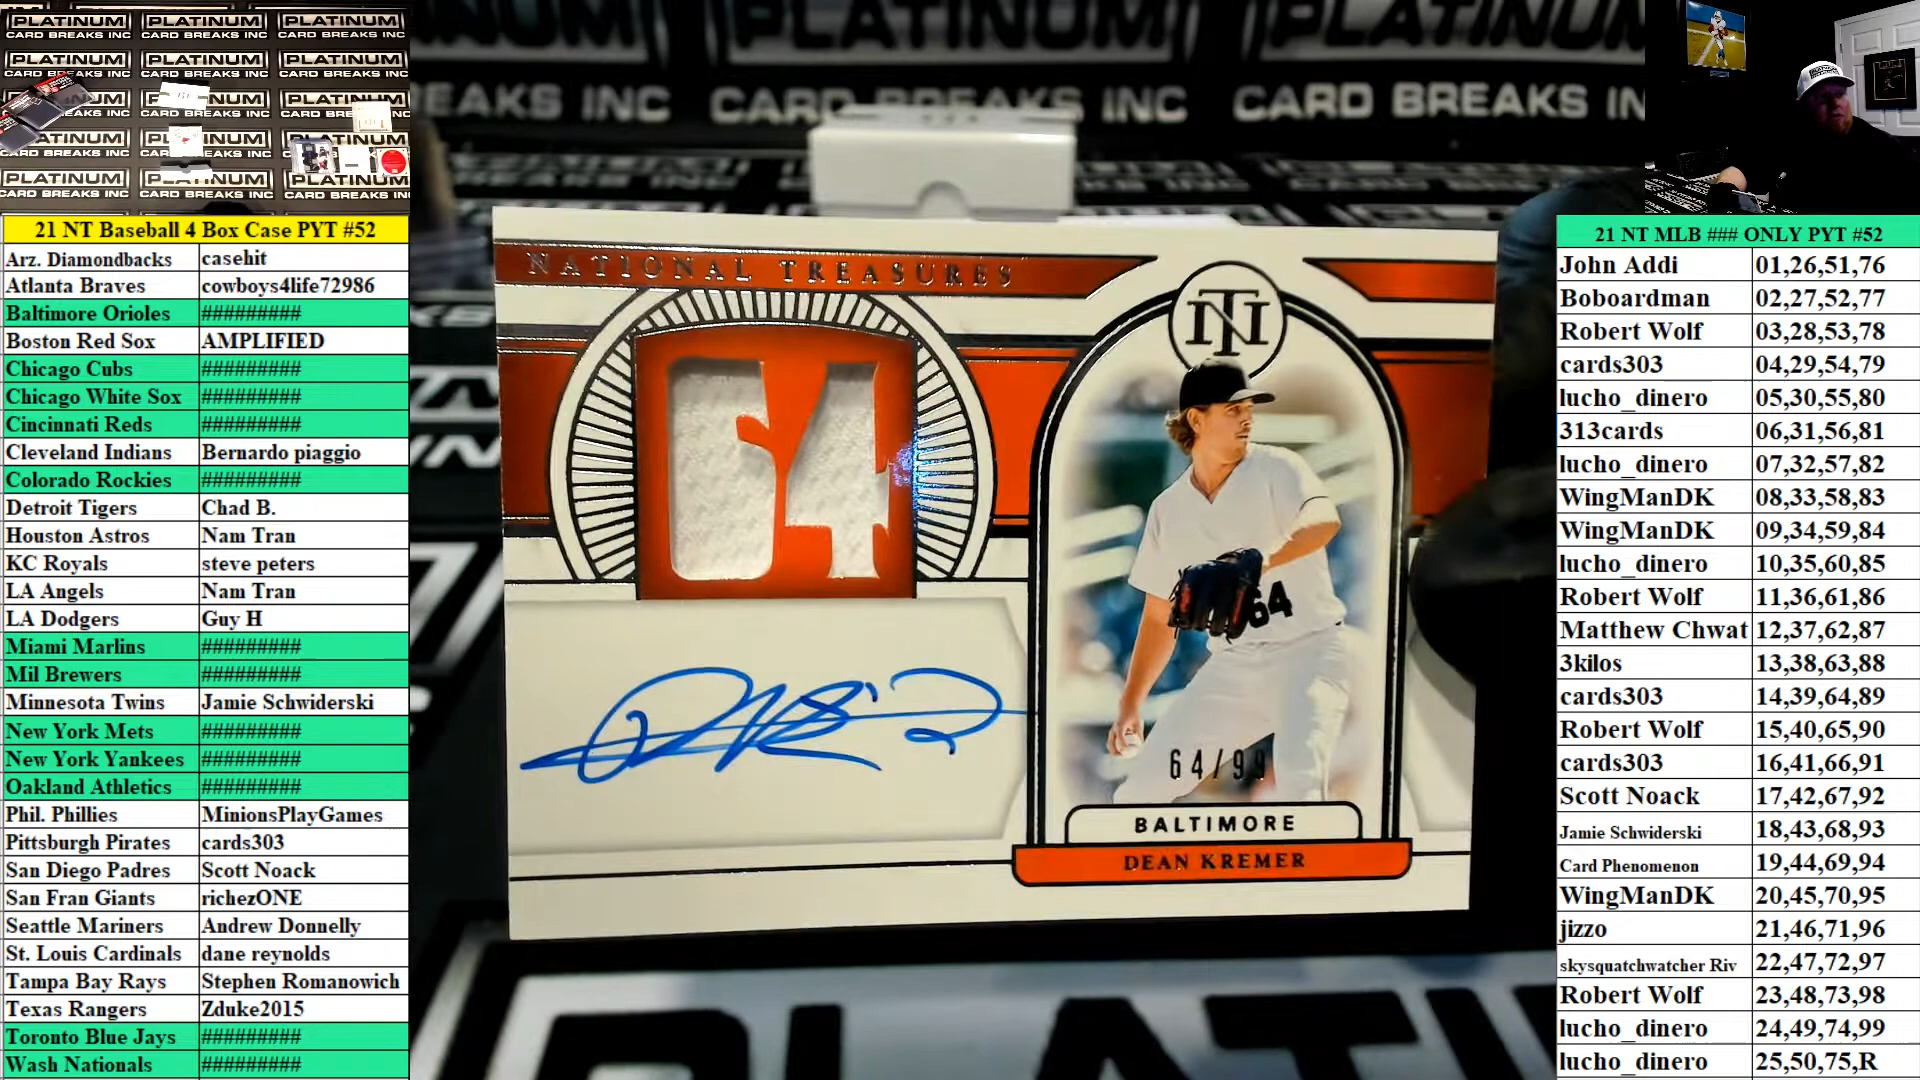 PLATINUM PLATINUM PLATINUM
CARD BREAKS INC CARD BREAKS INC CARD BREAKS INC
PLATINUM
CARD BREAKS INC
21 NT Baseball 4 Box Case PYT #52
Arz. Diamondbacks casehit
Atlanta Braves cowboys4life72986
Baltimore Orioles #########
Boston Red Sox AMPLIFIED
Chicago Cubs #########
Chicago White Sox #########
Cincinnati Reds #########
Cleveland Indians Bernardo piaggio
Colorado Rockies #########
Detroit Tigers Chad B.
Houston Astros Nam Tran
KC Royals steve peters
LA Angels Nam Tran
LA Dodgers Guy H
Miami Marlins #########
Mil Brewers #########
Minnesota Twins Jamie Schwiderski
New York Mets #########
New York Yankees #########
Oakland Athletics #########
Phil. Phillies MinionsPlayGames
Pittsburgh Pirates cards303
San Diego Padres Scott Noack
San Fran Giants richezONE
Seattle Mariners Andrew Donnelly
St. Louis Cardinals dane reynolds
Tampa Bay Rays Stephen Romanowich
Texas Rangers Zduke2015
Toronto Blue Jays #########
Wash Nationals #########
NATIONAL TREASURES
NT
64
64
64/99
BALTIMORE
DEAN KREMER
21 NT MLB ### ONLY PYT #52
John Addi 01,26,51,76
Boboardman 02,27,52,77
Robert Wolf 03,28,53,78
cards303 04,29,54,79
lucho_dinero 05,30,55,80
313cards 06,31,56,81
lucho_dinero 07,32,57,82
WingManDK 08,33,58,83
WingManDK 09,34,59,84
lucho_dinero 10,35,60,85
Robert Wolf 11,36,61,86
Matthew Chwat 12,37,62,87
3kilos 13,38,63,88
cards303 14,39,64,89
Robert Wolf 15,40,65,90
cards303 16,41,66,91
Scott Noack 17,42,67,92
Jamie Schwiderski 18,43,68,93
Card Phenomenon 19,44,69,94
WingManDK 20,45,70,95
jizzo 21,46,71,96
skysquatchwatcher Riv 22,47,72,97
Robert Wolf 23,48,73,98
lucho_dinero 24,49,74,99
lucho_dinero 25,50,75,R